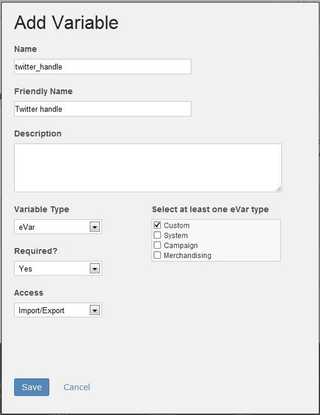 Add Variable
Name
twitter_handle
Friendly Name
Twitter handle
Description
Variable Type
eVar
Select at least one eVar type
Custom
System
Campaign
Merchandising
Required?
Yes
Access
Import/Export
Save Cancel